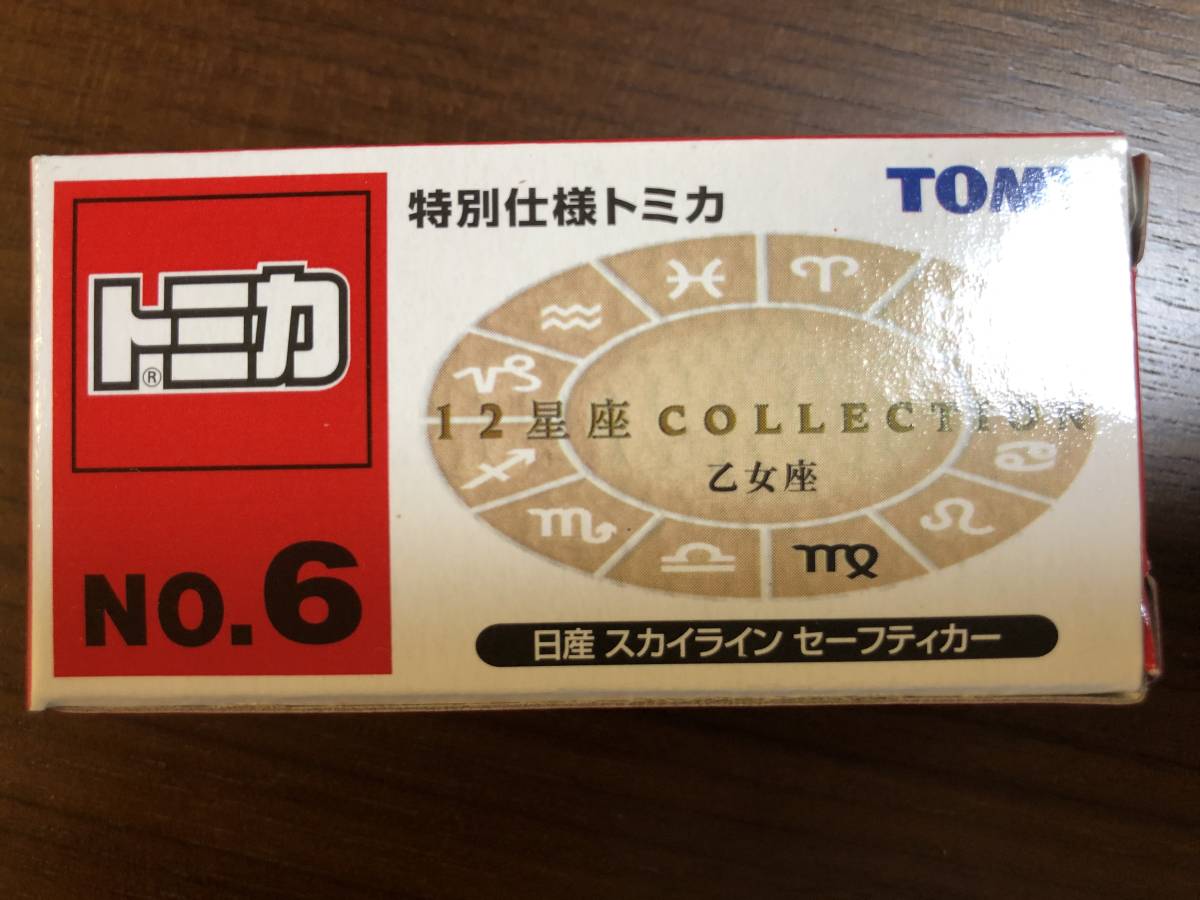 トミカ®
NO.6
特別仕様トミカ
TOMY
12星座 COLLECTION
乙女座
日産 スカイライン セーフティカー